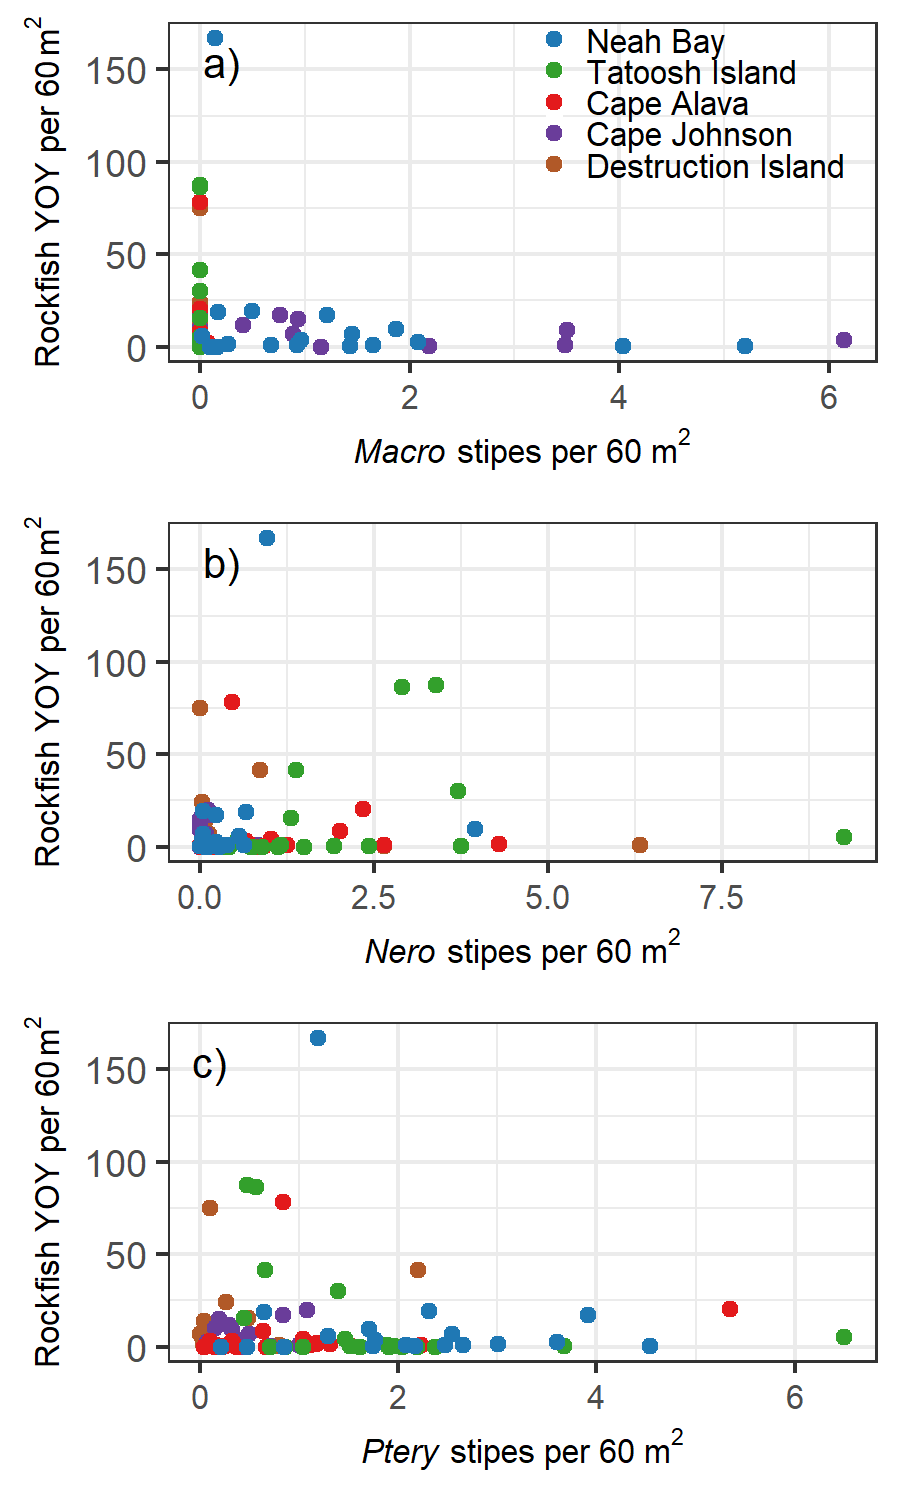 Rockfish YOY per 60 m²
a)
Neah Bay
Tatoosh Island
Cape Alava
Cape Johnson
Destruction Island
150
100
50
0
0 2 4 6
Macro stipes per 60 m²
Rockfish YOY per 60 m²
b)
150
100
50
0
0.0 2.5 5.0 7.5
Nero stipes per 60 m²
Rockfish YOY per 60 m²
c)
150
100
50
0
0 2 4 6
Ptery stipes per 60 m²